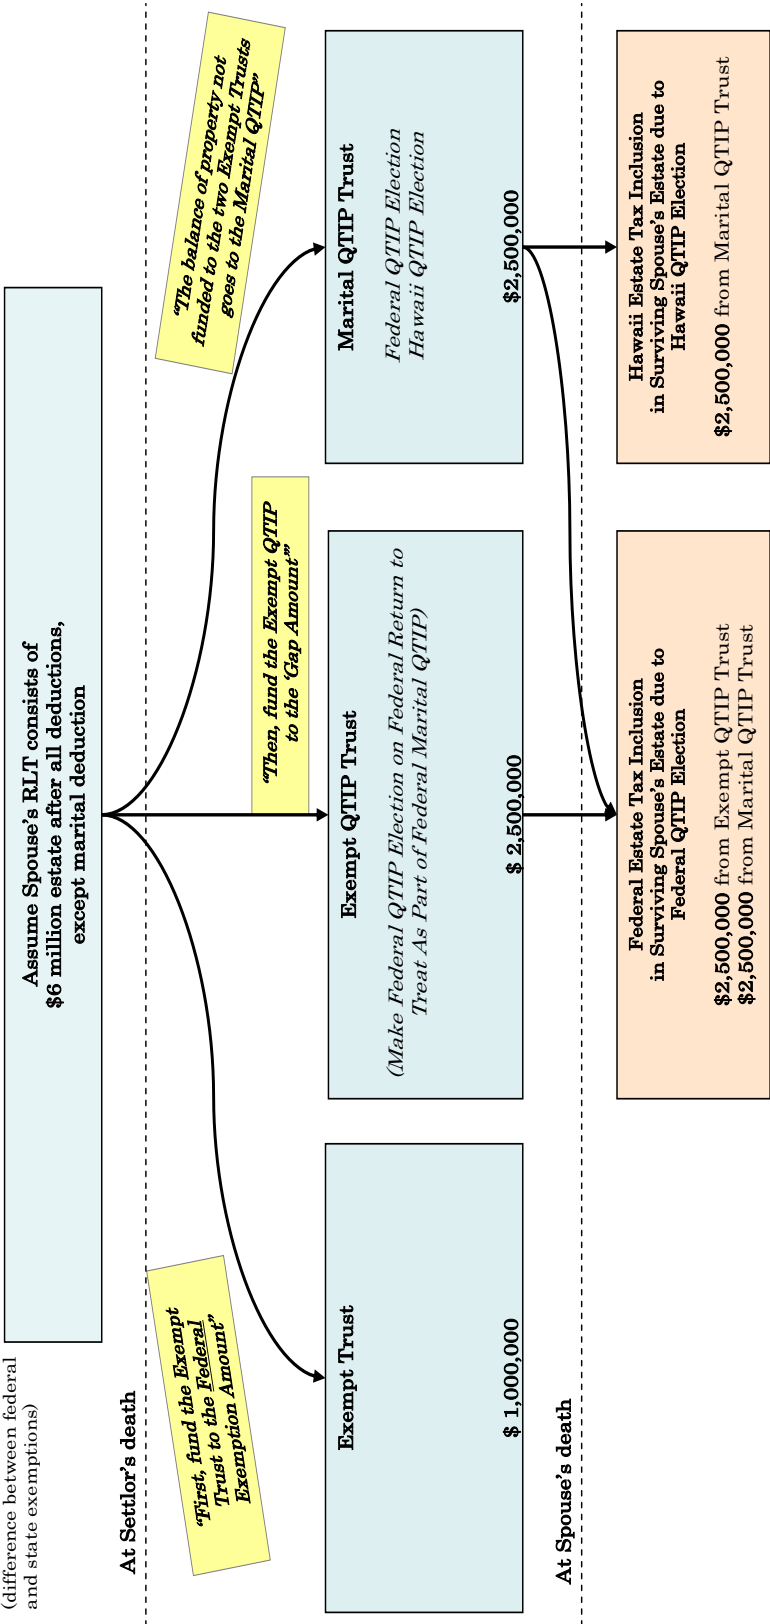 (difference between federal
and state exemptions)
Assume Spouse’s RLT consists of
$6 million estate after all deductions,
except marital deduction
At Settlor’s death
“First, fund the Exempt
Trust to the Federal
Exemption Amount”
“Then, fund the Exempt QTIP
to the ‘Gap Amount’”
“The balance of property not
funded to the two Exempt Trusts
goes to the Marital QTIP”
Exempt Trust
$ 1,000,000
Exempt QTIP Trust
(Make Federal QTIP Election on Federal Return to
Treat As Part of Federal Marital QTIP)
$ 2,500,000
Marital QTIP Trust
Federal QTIP Election
Hawaii QTIP Election
$2,500,000
At Spouse’s death
Federal Estate Tax Inclusion
in Surviving Spouse’s Estate due to
Federal QTIP Election
$2,500,000 from Exempt QTIP Trust
$2,500,000 from Marital QTIP Trust
Hawaii Estate Tax Inclusion
in Surviving Spouse’s Estate due to
Hawaii QTIP Election
$2,500,000 from Marital QTIP Trust